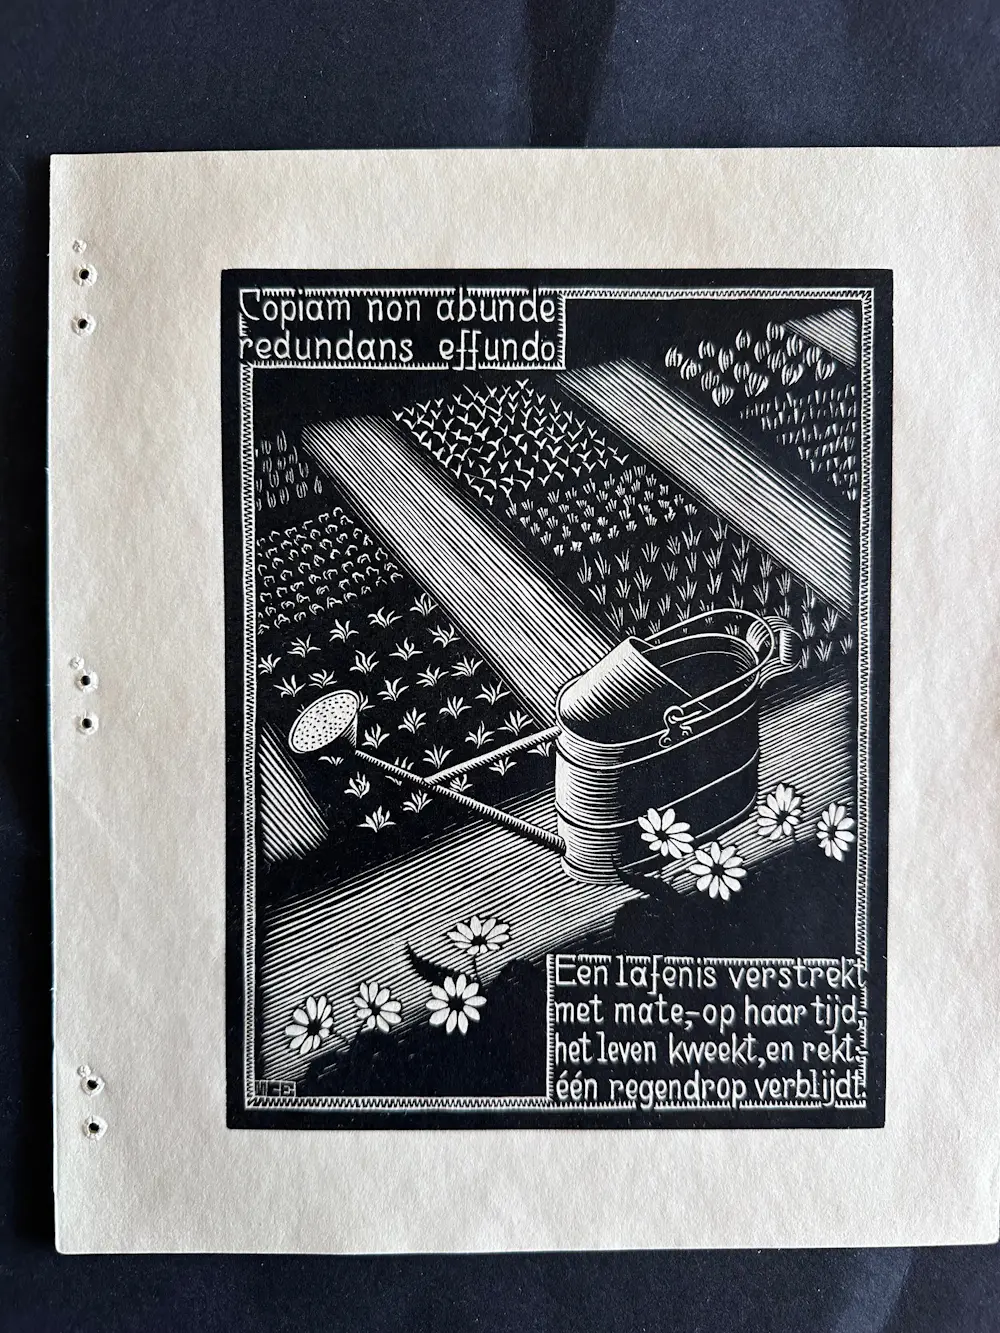 Copiam non abunde
redundans effundo
Een lafenis verstrekt
met mate,-op haar tijd,
het leven kweekt, en rekt:
één regendrop verblijdt.
MCE